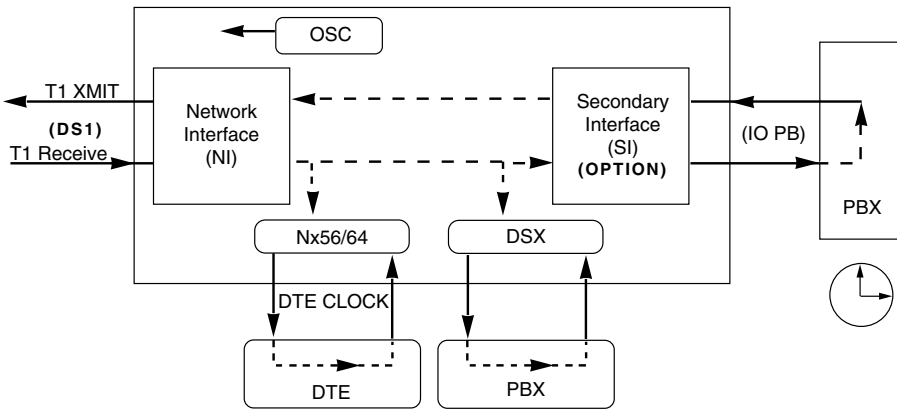 OSC
T1 XMIT
(DS1)
T1 Receive
Network
Interface
(NI)
Secondary
Interface
(SI)
(OPTION)
(IO PB)
PBX
Nx56/64
DSX
DTE CLOCK
DTE
PBX